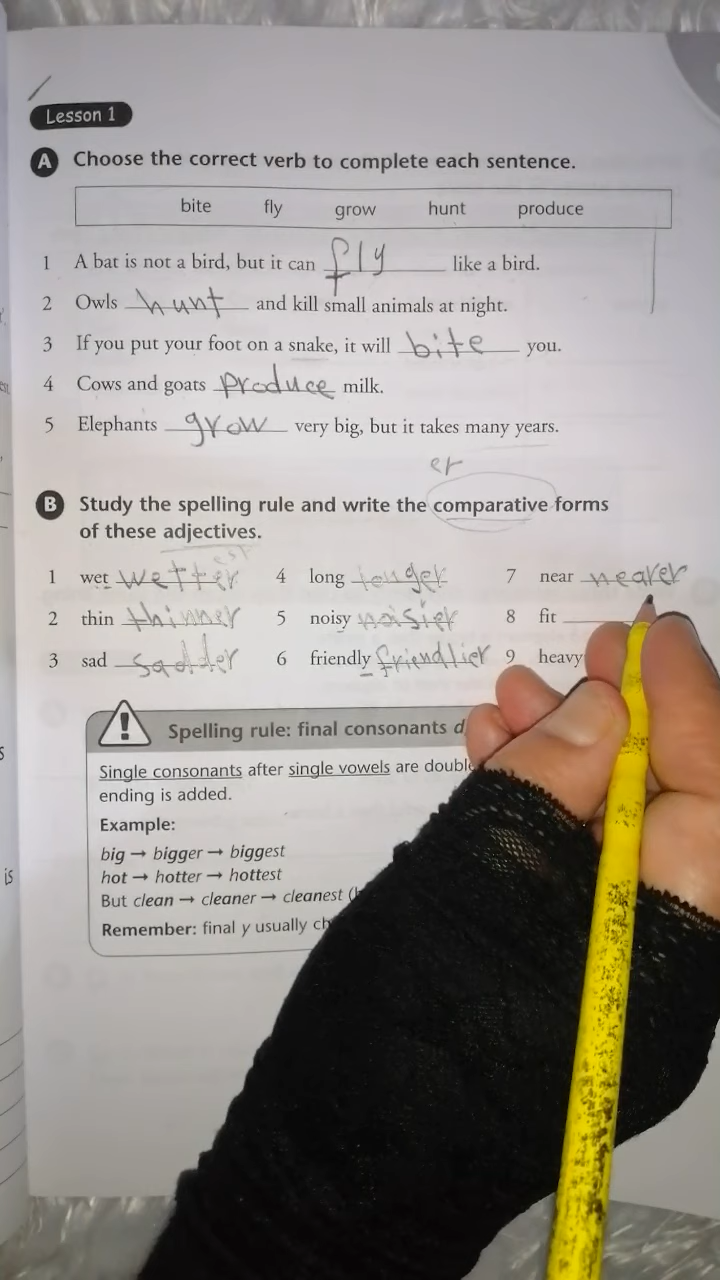 Lesson 1
A Choose the correct verb to complete each sentence.
bite fly grow hunt produce
1 A bat is not a bird, but it can fly like a bird.
2 Owls hunt and kill small animals at night.
3 If you put your foot on a snake, it will bite you.
4 Cows and goats produce milk.
5 Elephants grow very big, but it takes many years.
er
B Study the spelling rule and write the comparative forms
of these adjectives.
est
1 wet wetter 4 long longer 7 near nearer
2 thin thinner 5 noisy noisier 8 fit
3 sad sadder 6 friendly friendlier 9 heavy
Spelling rule: final consonants
Single consonants after single vowels are
ending is added.
Example:
big → bigger → biggest
hot → hotter → hottest
But clean → cleaner → cleanest
Remember: final y usually
is